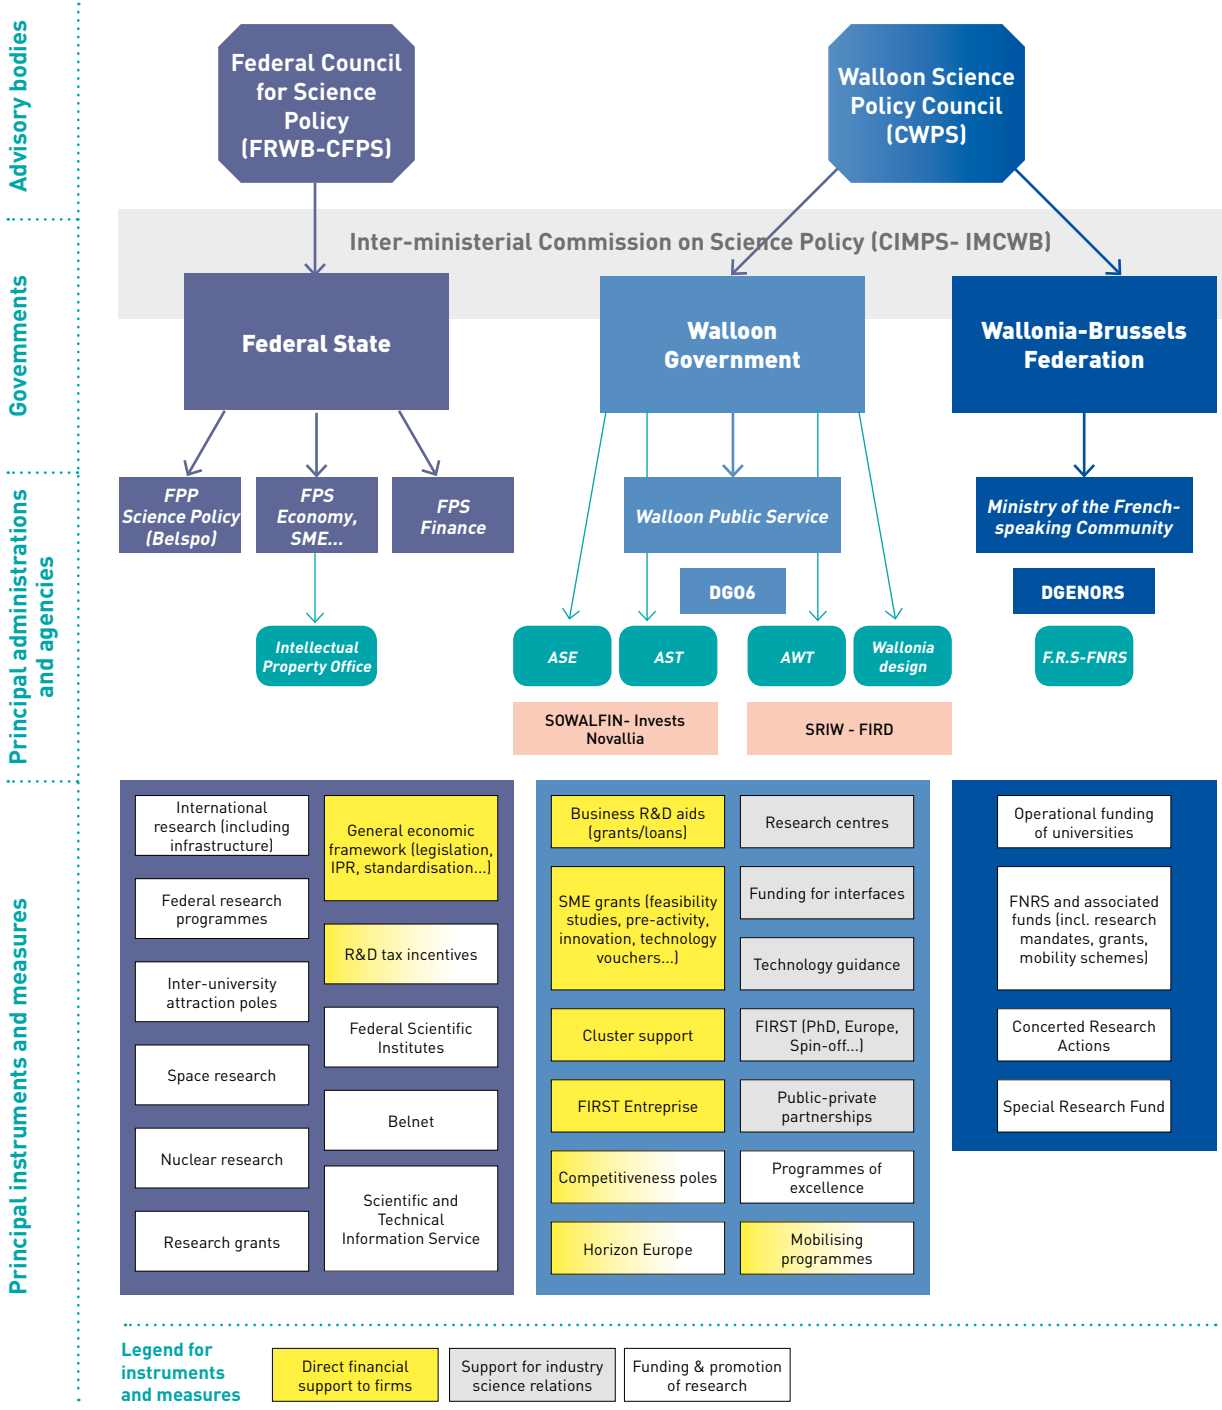 Advisory bodies
Federal Council
for Science
Policy
(FRWB-CFPS)
Walloon Science
Policy Council
(CWPS)
Governments
Inter-ministerial Commission on Science Policy (CIMPS- IMCWB)
Federal State
Walloon
Government
Wallonia-Brussels
Federation
Principal administrations
and agencies
FPP
Science Policy
(Belspo)
FPS
Economy,
SME...
FPS
Finance
Walloon Public Service
Ministry of the French-
speaking Community
DGO6
DGENORS
Intellectual
Property Office
ASE
AST
AWT
Wallonia
design
F.R.S-FNRS
SOWALFIN- Invests
Novallia
SRIW - FIRD
Principal instruments and measures
International
research (including
infrastructure)
Federal research
programmes
Inter-university
attraction poles
Space research
Nuclear research
Research grants
General economic
framework (legislation,
IPR, standardisation...)
R&D tax incentives
Federal Scientific
Institutes
Belnet
Scientific and
Technical
Information Service
Business R&D aids
(grants/loans)
SME grants (feasibility
studies, pre-activity,
innovation, technology
vouchers...)
Cluster support
FIRST Entreprise
Competitiveness poles
Horizon Europe
Research centres
Funding for interfaces
Technology guidance
FIRST (PhD, Europe,
Spin-off...)
Public-private
partnerships
Programmes of
excellence
Mobilising
programmes
Operational funding
of universities
FNRS and associated
funds (incl. research
mandates, grants,
mobility schemes)
Concerted Research
Actions
Special Research Fund
Legend for
instruments
and measures
Direct financial
support to firms
Support for industry
science relations
Funding & promotion
of research